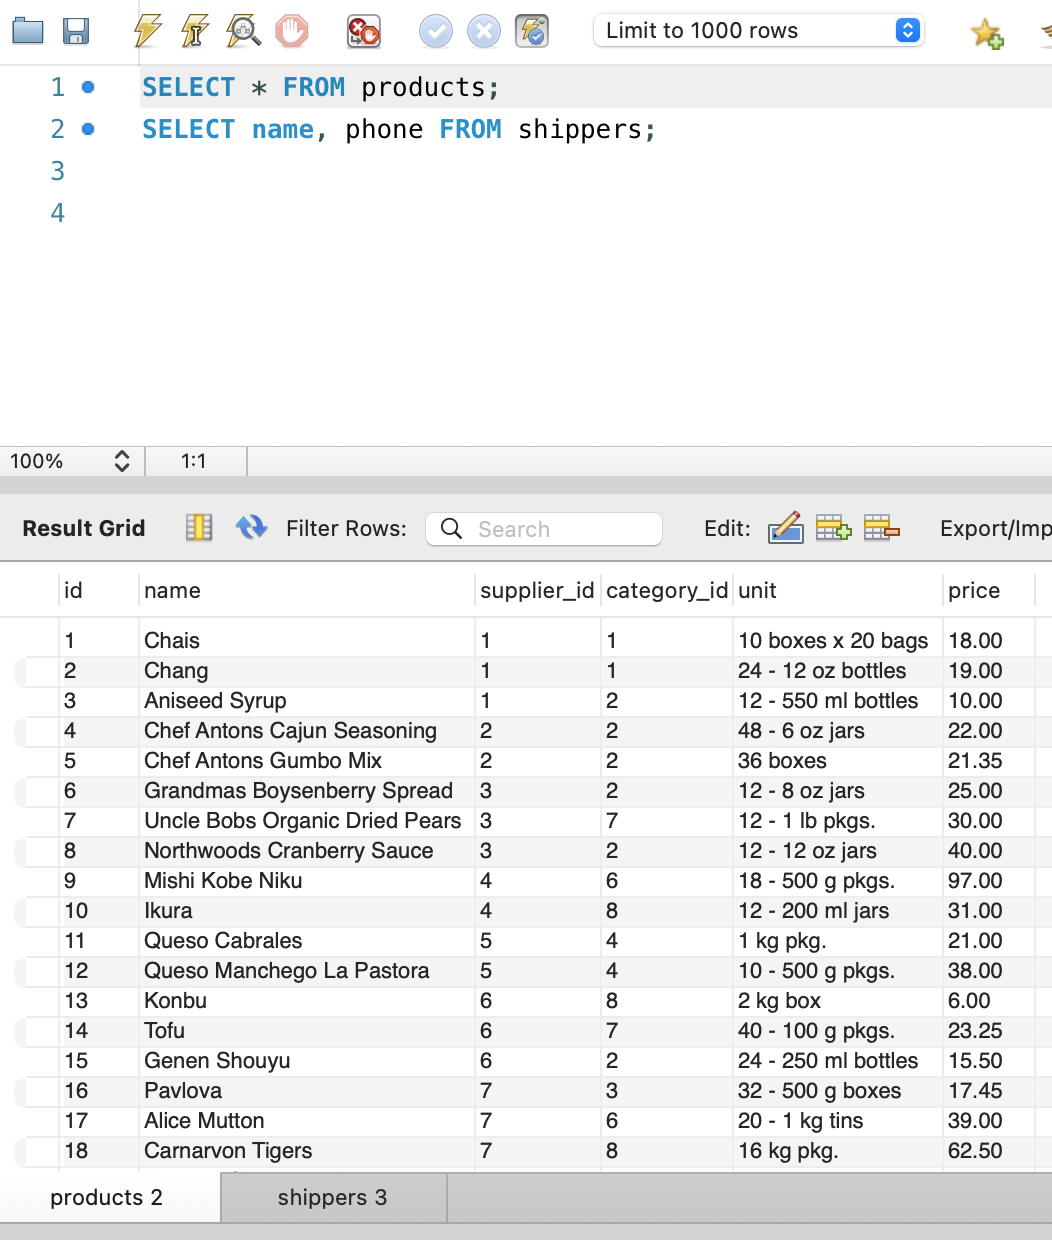 Limit to 1000 rows
1 SELECT * FROM products;
2 SELECT name, phone FROM shippers;
3
4
100% 1:1
Result Grid Filter Rows: Search Edit: Export/Imp
id name supplier_id category_id unit price
1 Chais 1 1 10 boxes x 20 bags 18.00
2 Chang 1 1 24 - 12 oz bottles 19.00
3 Aniseed Syrup 1 2 12 - 550 ml bottles 10.00
4 Chef Antons Cajun Seasoning 2 2 48 - 6 oz jars 22.00
5 Chef Antons Gumbo Mix 2 2 36 boxes 21.35
6 Grandmas Boysenberry Spread 3 2 12 - 8 oz jars 25.00
7 Uncle Bobs Organic Dried Pears 3 7 12 - 1 lb pkgs. 30.00
8 Northwoods Cranberry Sauce 3 2 12 - 12 oz jars 40.00
9 Mishi Kobe Niku 4 6 18 - 500 g pkgs. 97.00
10 Ikura 4 8 12 - 200 ml jars 31.00
11 Queso Cabrales 5 4 1 kg pkg. 21.00
12 Queso Manchego La Pastora 5 4 10 - 500 g pkgs. 38.00
13 Konbu 6 8 2 kg box 6.00
14 Tofu 6 7 40 - 100 g pkgs. 23.25
15 Genen Shouyu 6 2 24 - 250 ml bottles 15.50
16 Pavlova 7 3 32 - 500 g boxes 17.45
17 Alice Mutton 7 6 20 - 1 kg tins 39.00
18 Carnarvon Tigers 7 8 16 kg pkg. 62.50
products 2 shippers 3